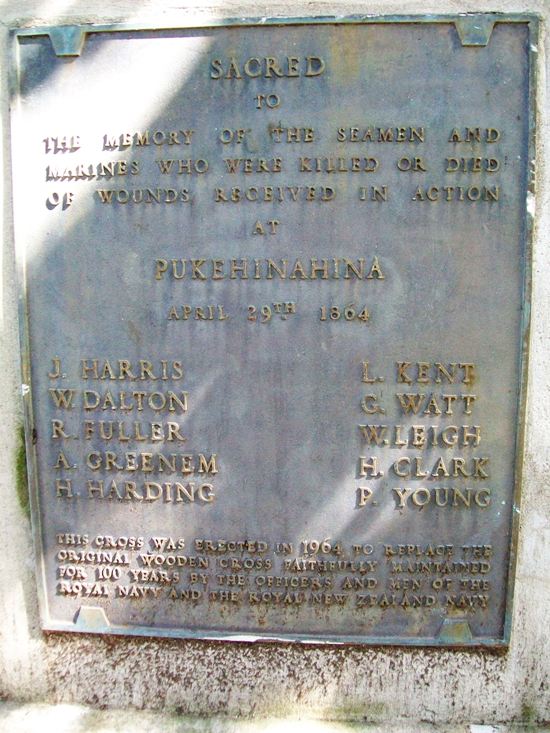 SACRED
TO
THE MEMORY OF THE SEAMEN AND
MARINES WHO WERE KILLED OR DIED
OF WOUNDS RECEIVED IN ACTION
AT
PUKEHINAHINA
APRIL 29TH 1864
J. HARRIS
W. DALTON
R. FULLER
A. GREENEM
H. HARDING
L. KENT
G. WATT
W. LEIGH
H. CLARK
P. YOUNG
THIS CROSS WAS ERECTED IN 1964 TO REPLACE THE
ORIGINAL WOODEN CROSS FAITHFULLY MAINTAINED
FOR 100 YEARS BY THE OFFICERS AND MEN OF THE
ROYAL NAVY AND THE ROYAL NEW ZEALAND NAVY